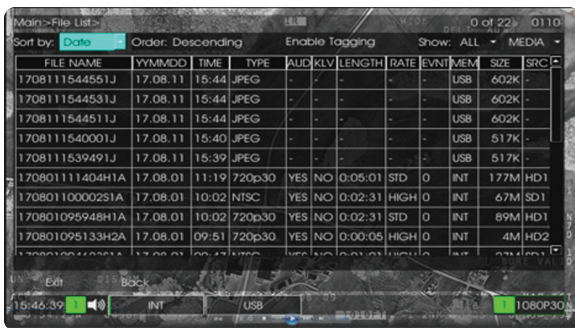 Main>File List>
0 of 22 0110
Sort by: Date Order: Descending Enable Tagging Show: ALL MEDIA
FILE NAME YYMMDD TIME TYPE AUD KLV LENGTH RATE EVNT MEM SIZE SRC
1708111544551J 17.08.11 15:44 JPEG - - - - - USB 602K -
1708111544531J 17.08.11 15:44 JPEG - - - - - USB 602K -
1708111544511J 17.08.11 15:44 JPEG - - - - - USB 602K -
1708111540001J 17.08.11 15:40 JPEG - - - - - USB 517K -
1708111539491J 17.08.11 15:39 JPEG - - - - - USB 517K -
170801111404H1A 17.08.01 11:19 720p30 YES NO 0:05:01 STD 0 INT 177M HD1
170801100002S1A 17.08.01 10:02 NTSC YES NO 0:02:31 HIGH 0 INT 67M SD1
170801095948H1A 17.08.01 10:02 720p30 YES NO 0:02:31 STD 0 INT 89M HD1
170801095133H2A 17.08.01 09:51 720p30 YES NO 0:00:05 HIGH 0 INT 4M HD2
Exit Back
15:46:39 1 INT USB 1 1080P30